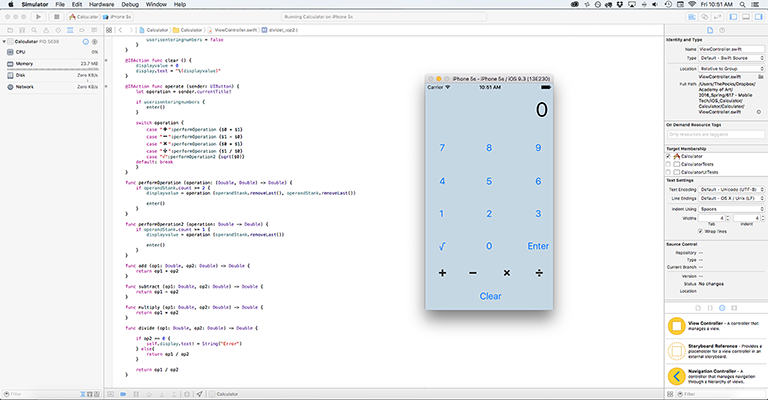 Simulator File Edit Hardware Debug Window Help
Fri 10:51 AM
Calculator iPhone 5s
Running Calculator on iPhone 5s
Calculator PID 5039
CPU
Memory 23.7 MB
Disk Zero KB/s
Network Zero KB/s
Calculator Calculator ViewController.swift divider(_:op2:)
userisenteringnumbers = false
}
@IBAction func clear () {
displayvalue = 0
display.text = "\(displayvalue)"
}
@IBAction func operate (sender: UIButton) {
let operation = sender.currentTitle!
if userisenteringnumbers {
enter()
}
switch operation {
case "+":performOperation {$0 + $1}
case "−":performOperation {$1 - $0}
case "×":performOperation {$0 * $1}
case "÷":performOperation {$1 / $0}
case "√":performOperation2 {sqrt($0)}
default: break
}
}
func performOperation (operation: (Double, Double) -> Double) {
if operandStank.count >= 2 {
displayvalue = operation (operandStank.removeLast(), operandStank.removeLast())
enter()
}
}
func performOperation2 (operation: Double -> Double) {
if operandStank.count >= 1 {
displayvalue = operation (operandStank.removeLast())
enter()
}
}
func add (op1: Double, op2: Double) -> Double {
return op1 + op2
}
func subtract (op1: Double, op2: Double) -> Double {
return op1 - op2
}
func multiply (op1: Double, op2: Double) -> Double {
return op1 * op2
}
func divide (op1: Double, op2: Double) -> Double {
if op2 == 0 {
self.display.text! = String("Error")
} else{
return op1 / op2
}
return op1 / op2
}
iPhone 5s - iPhone 5s / iOS 9.3 (13E230)
Carrier 10:51 AM
0
7 8 9
4 5 6
1 2 3
√ 0 Enter
+ − × ÷
Clear
Identity and Type
Name ViewController.swift
Type Default - Swift Source
Location Relative to Group
ViewController.swift
Full Path /Users/ThePocins/Dropbox/
Academy of Art/
2016_Spring/617 - Mobile
Tech/iOS_Calculator/
Calculator/Calculator/
ViewController.swift
On Demand Resource Tags
Only resources are taggable
Target Membership
Calculator
CalculatorTests
CalculatorUITests
Text Settings
Text Encoding Default - Unicode (UTF-8)
Line Endings Default - OS X / Unix (LF)
Indent Using Spaces
Widths 4 4
Tab Indent
Wrap lines
Source Control
Repository --
Type --
Current Branch --
Version --
Status No changes
Location
View Controller - A controller that
manages a view.
Storyboard Reference - Provides a
placeholder for a view controller in an
external storyboard.
Navigation Controller - A
controller that manages navigation
through a hierarchy of views.
Filter
Calculator
Filter